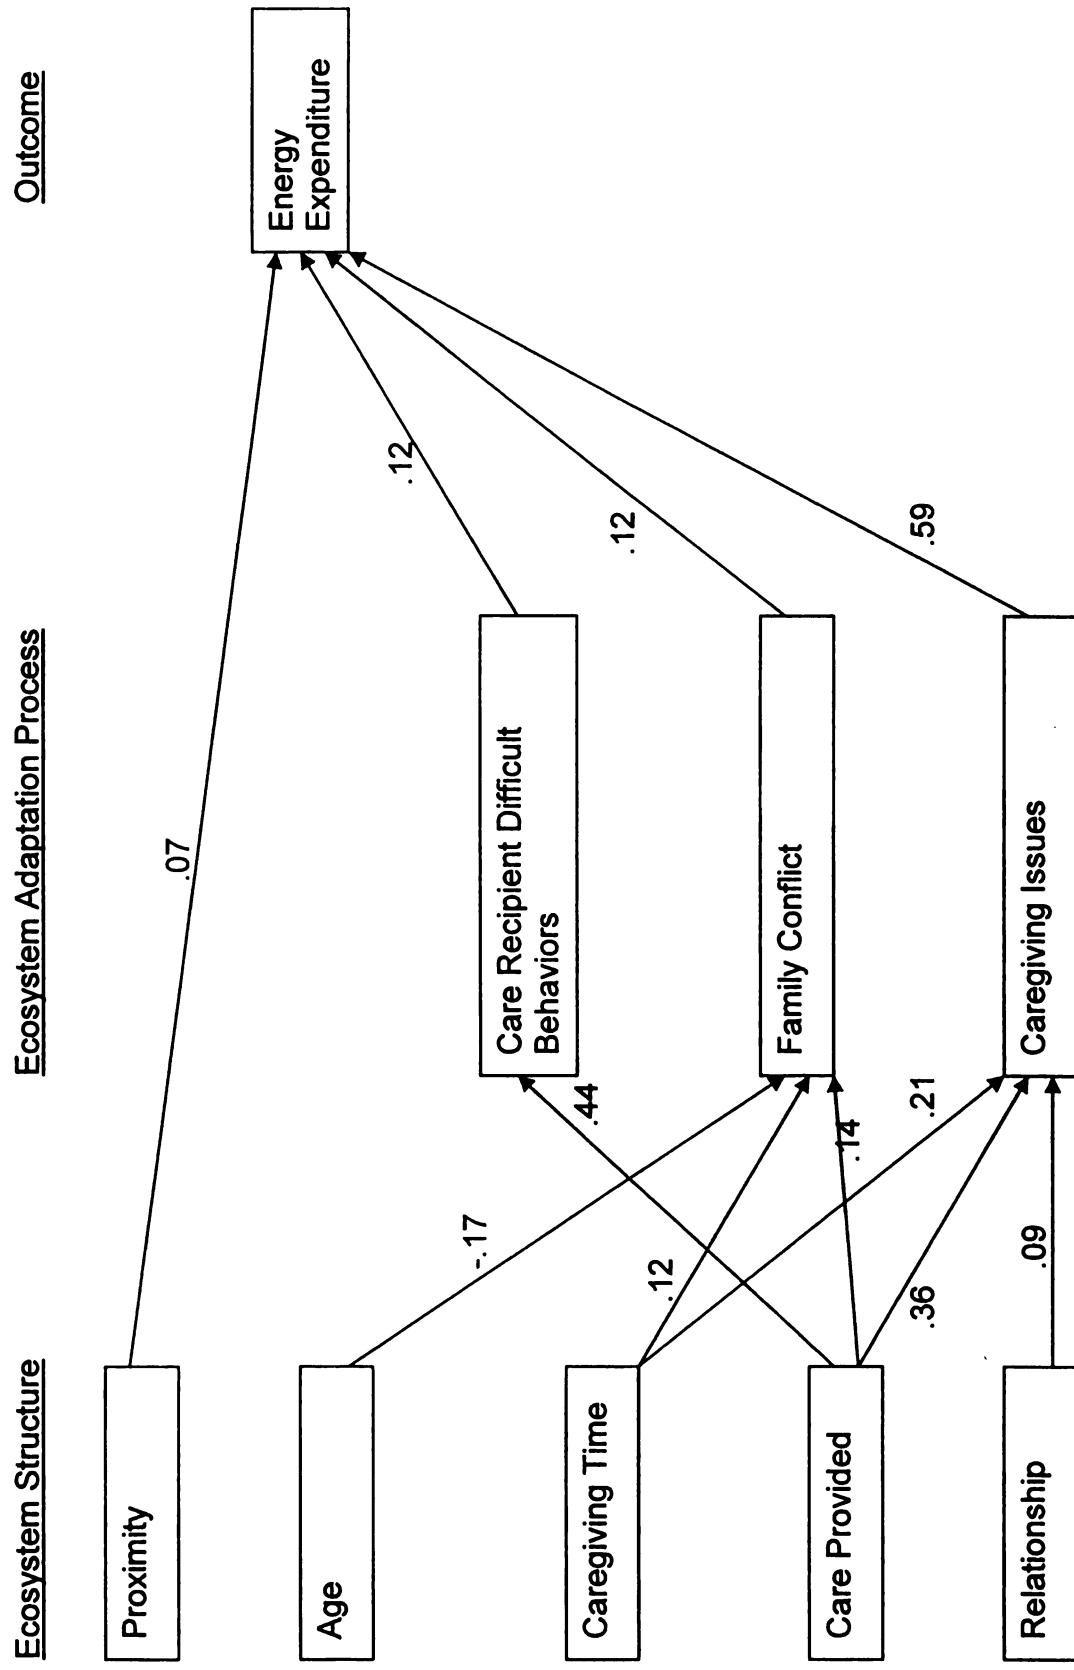 Ecosystem Structure
Ecosystem Adaptation Process
Outcome
Proximity
Age
Caregiving Time
Care Provided
Relationship
.07
-.17
.12
.44
.14
.21
.36
.09
Care Recipient Difficult
Behaviors
Family Conflict
Caregiving Issues
.12
.12
.59
Energy
Expenditure